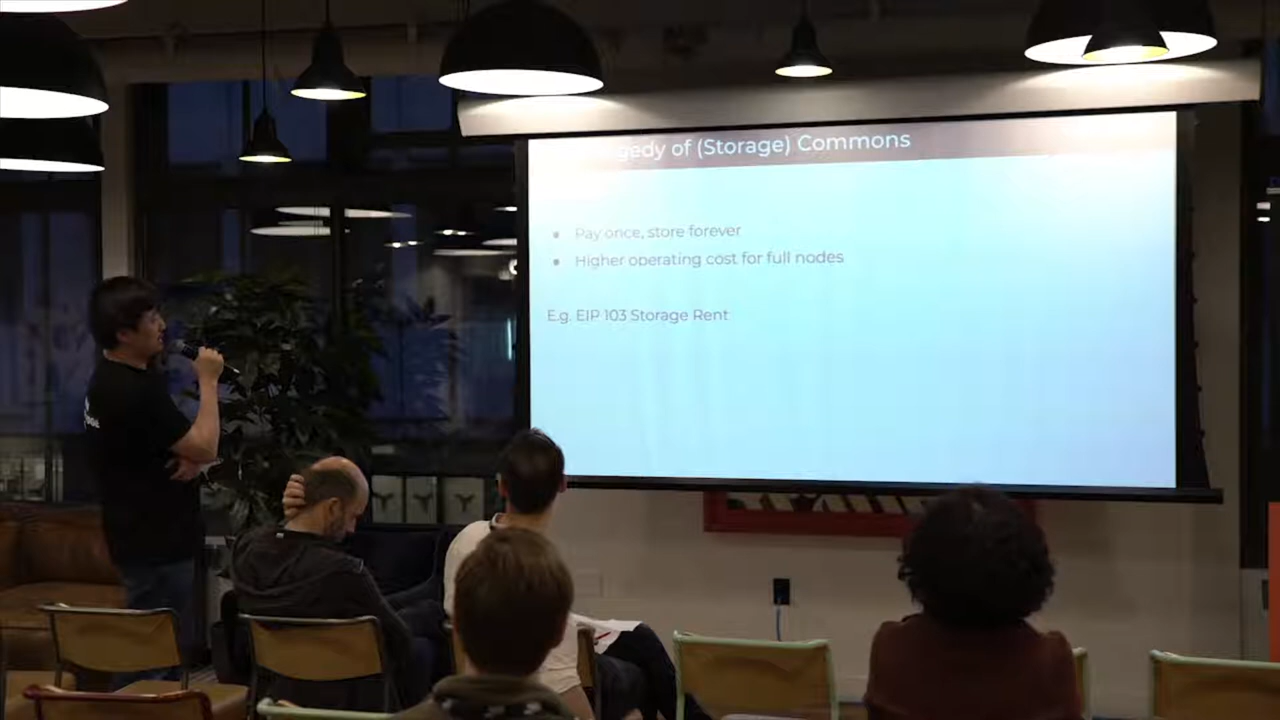 gedy of (Storage) Commons
• Pay once, store forever
• Higher operating cost for full nodes
E.g. EIP 103 Storage Rent